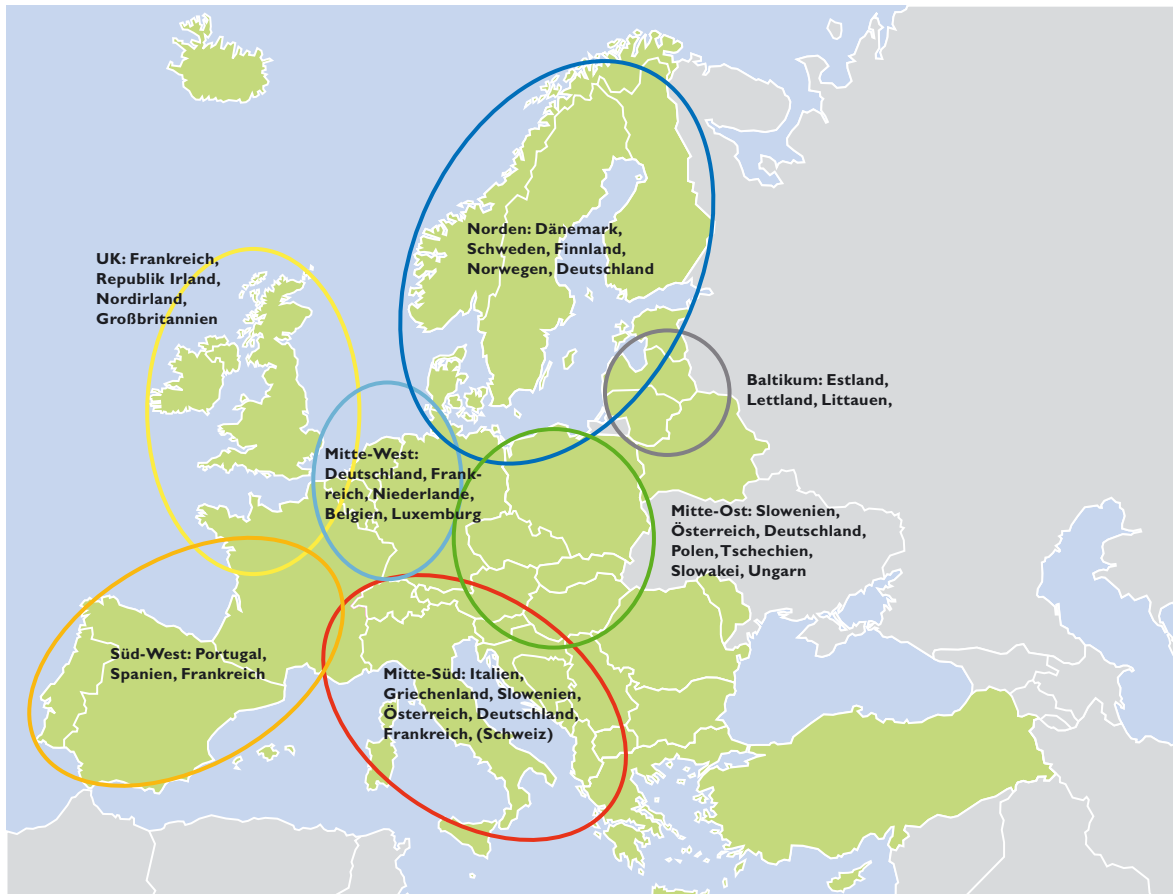 Norden: Dänemark,
Schweden, Finnland,
Norwegen, Deutschland
UK: Frankreich,
Republik Irland,
Nordirland,
Großbritannien
Baltikum: Estland,
Lettland, Littauen,
Mitte-West:
Deutschland, Frank-
reich, Niederlande,
Belgien, Luxemburg
Mitte-Ost: Slowenien,
Österreich, Deutschland,
Polen, Tschechien,
Slowakei, Ungarn
Süd-West: Portugal,
Spanien, Frankreich
Mitte-Süd: Italien,
Griechenland, Slowenien,
Österreich, Deutschland,
Frankreich, (Schweiz)